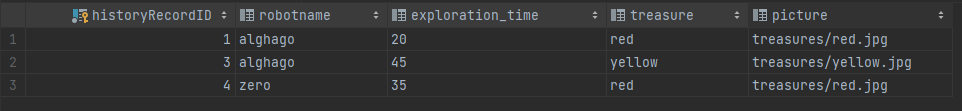 historyRecordID robotname exploration_time treasure picture
1 1 alghago 20 red treasures/red.jpg
2 3 alghago 45 yellow treasures/yellow.jpg
3 4 zero 35 red treasures/red.jpg